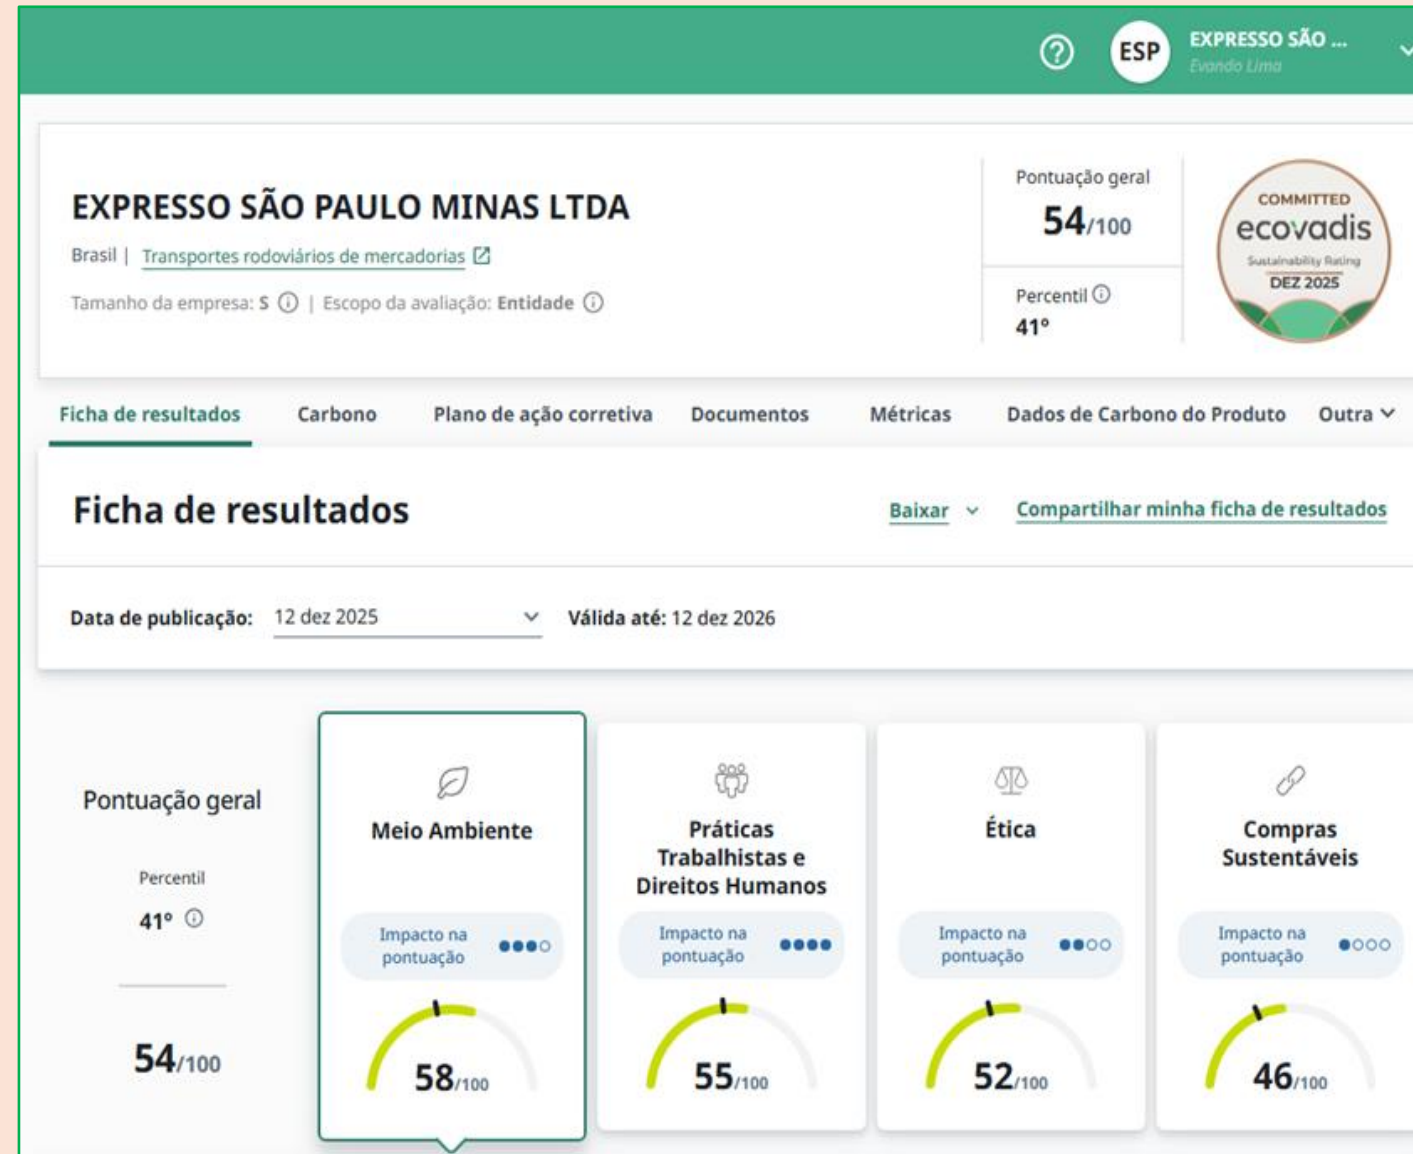 ESP
EXPRESSO SÃO ...
Evando Lima
EXPRESSO SÃO PAULO MINAS LTDA
Brasil | Transportes rodoviários de mercadorias
Tamanho da empresa: S | Escopo da avaliação: Entidade
Pontuação geral
54/100
Percentil
41º
COMMITTED
ecovadis
Sustainability Rating
DEZ 2025
Ficha de resultados
Carbono
Plano de ação corretiva
Documentos
Métricas
Dados de Carbono do Produto
Outra
Ficha de resultados
Baixar
Compartilhar minha ficha de resultados
Data de publicação: 12 dez 2025
Válida até: 12 dez 2026
Pontuação geral
Percentil
41º
54/100
Meio Ambiente
Impacto na
pontuação
58/100
Práticas
Trabalhistas e
Direitos Humanos
Impacto na
pontuação
55/100
Ética
Impacto na
pontuação
52/100
Compras
Sustentáveis
Impacto na
pontuação
46/100